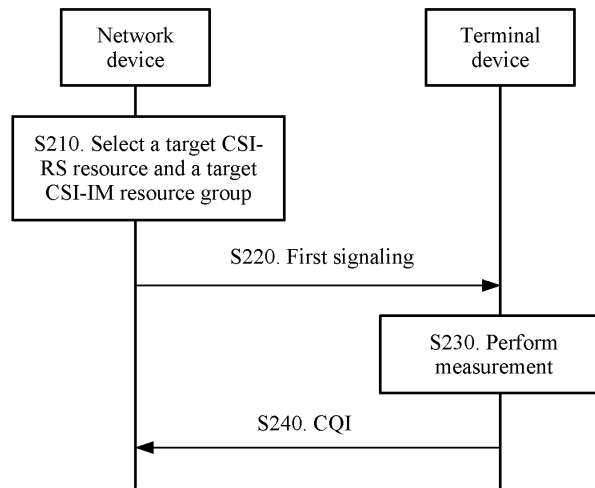 Network
device
Terminal
device
S210. Select a target CSI-
RS resource and a target
CSI-IM resource group
S220. First signaling
S230. Perform
measurement
S240. CQI